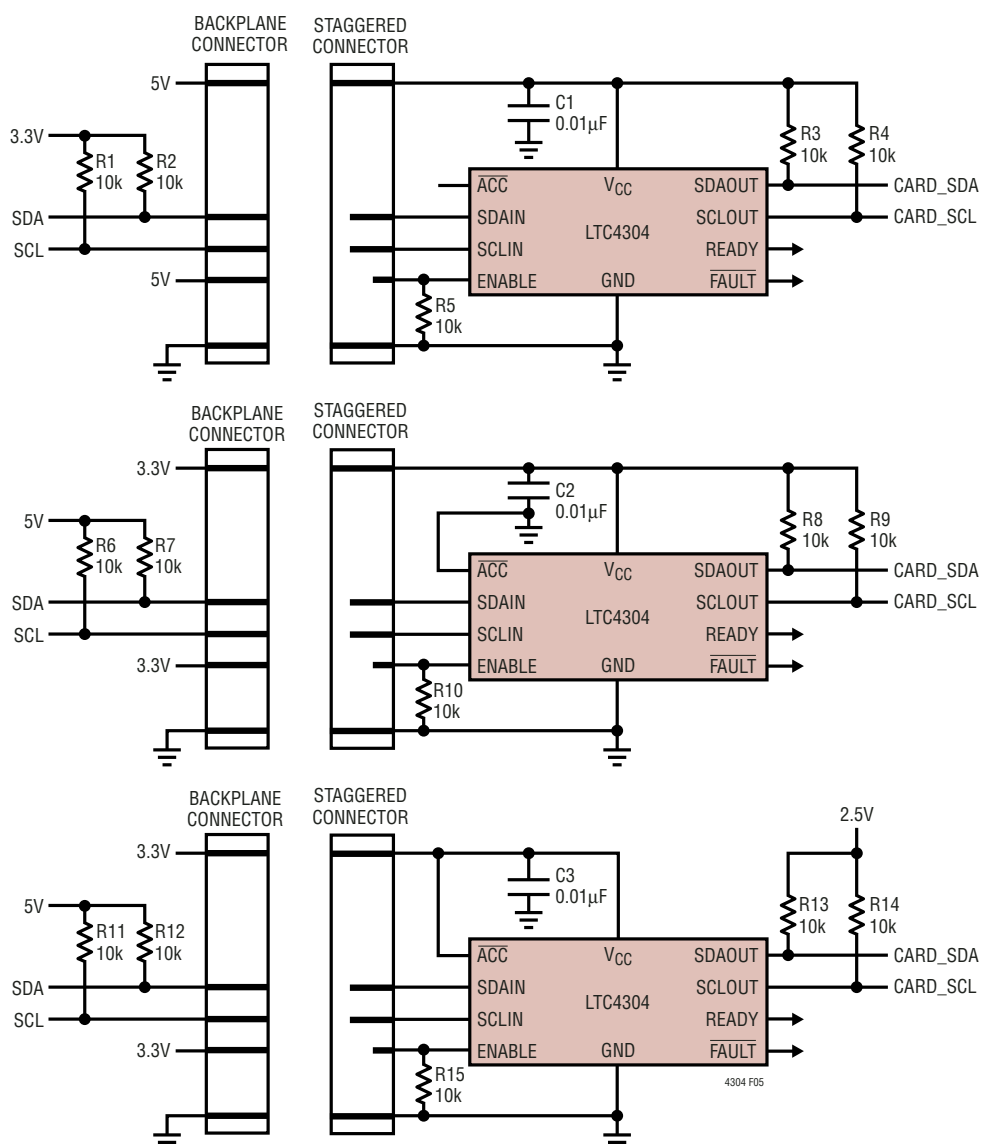 BACKPLANE
CONNECTOR
STAGGERED
CONNECTOR
5V
3.3V
R1
10k
R2
10k
SDA
SCL
5V
C1
0.01μF
R3
10k
R4
10k
ACC
VCC
SDAOUT
CARD_SDA
SDAIN
LTC4304
SCLOUT
CARD_SCL
SCLIN
READY
ENABLE
GND
FAULT
R5
10k
BACKPLANE
CONNECTOR
STAGGERED
CONNECTOR
3.3V
5V
R6
10k
R7
10k
SDA
SCL
3.3V
C2
0.01μF
R8
10k
R9
10k
ACC
VCC
SDAOUT
CARD_SDA
SDAIN
LTC4304
SCLOUT
CARD_SCL
SCLIN
READY
ENABLE
GND
FAULT
R10
10k
BACKPLANE
CONNECTOR
STAGGERED
CONNECTOR
3.3V
5V
R11
10k
R12
10k
SDA
SCL
3.3V
C3
0.01μF
2.5V
R13
10k
R14
10k
ACC
VCC
SDAOUT
CARD_SDA
SDAIN
LTC4304
SCLOUT
CARD_SCL
SCLIN
READY
ENABLE
GND
FAULT
R15
10k
4304 F05